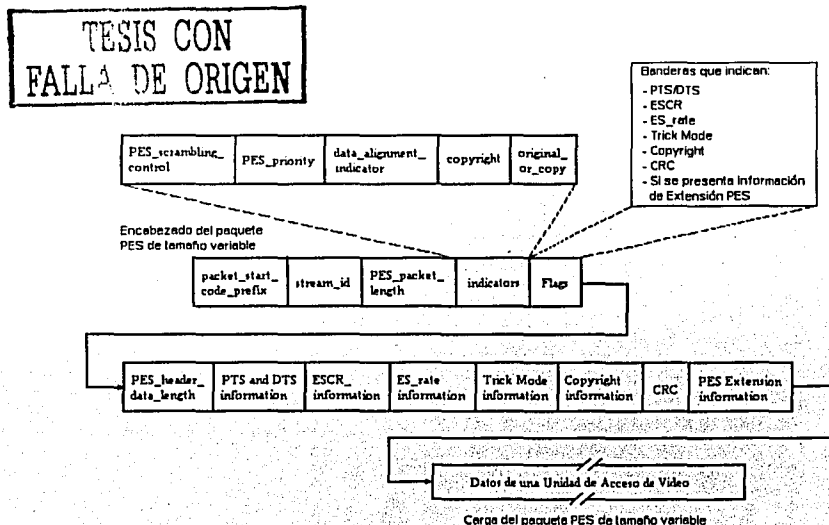 TESIS CON
FALLA DE ORIGEN
Banderas que indican:
- PTS/DTS
- ESCR
- ES_rate
- Trick Mode
- Copyright
- CRC
- Si se presenta Información
de Extensión PES
PES_scrambling_
control
PES_priority
data_alignment_
indicator
copyright
original_
or_copy
Encabezado del paquete
PES de tamaño variable
packet_start_
code_prefix
stream_id
PES_packet_
length
indicators
Flags
PES_header_
data_length
PTS and DTS
information
ESCR_
information
ES_rate
information
Trick Mode
information
Copyright
information
CRC
PES Extension
information
Datos de una Unidad de Acceso de Video
Carga del paquete PES de tamaño variable